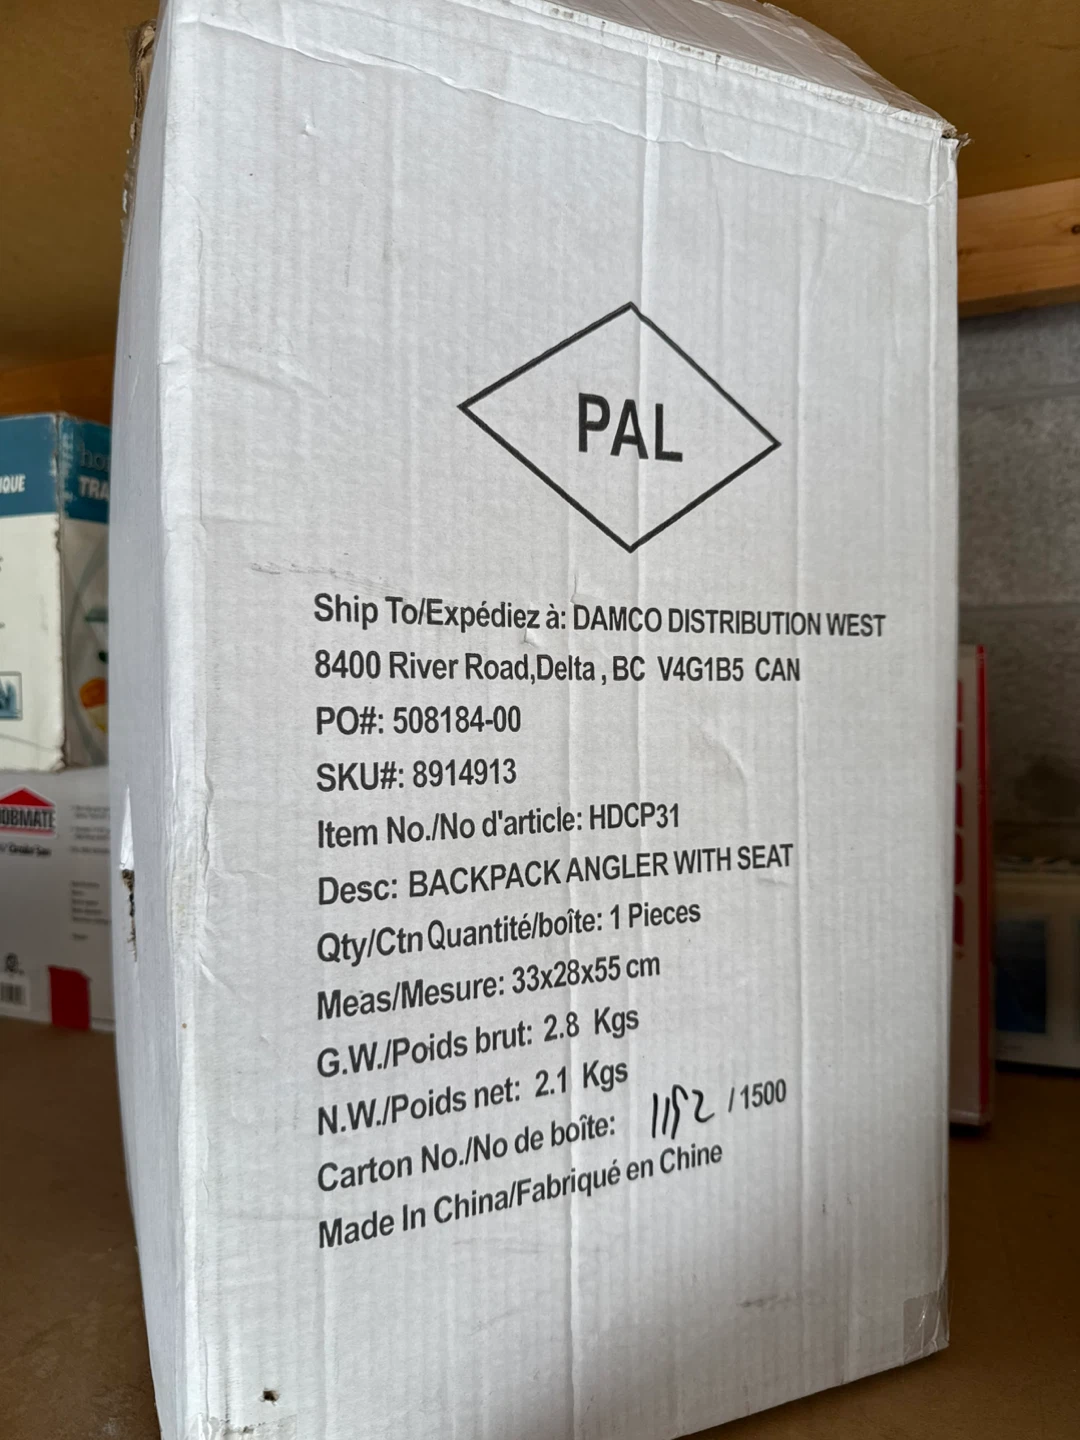 PAL
Ship To/Expédiez à: DAMCO DISTRIBUTION WEST
8400 River Road,Delta , BC V4G1B5 CAN
PO#: 508184-00
SKU#: 8914913
Item No./No d'article: HDCP31
Desc: BACKPACK ANGLER WITH SEAT
Qty/Ctn Quantité/boîte: 1 Pieces
Meas/Mesure: 33x28x55 cm
G.W./Poids brut: 2.8 Kgs
N.W./Poids net: 2.1 Kgs
Carton No./No de boîte: 1152 / 1500
Made In China/Fabriqué en Chine